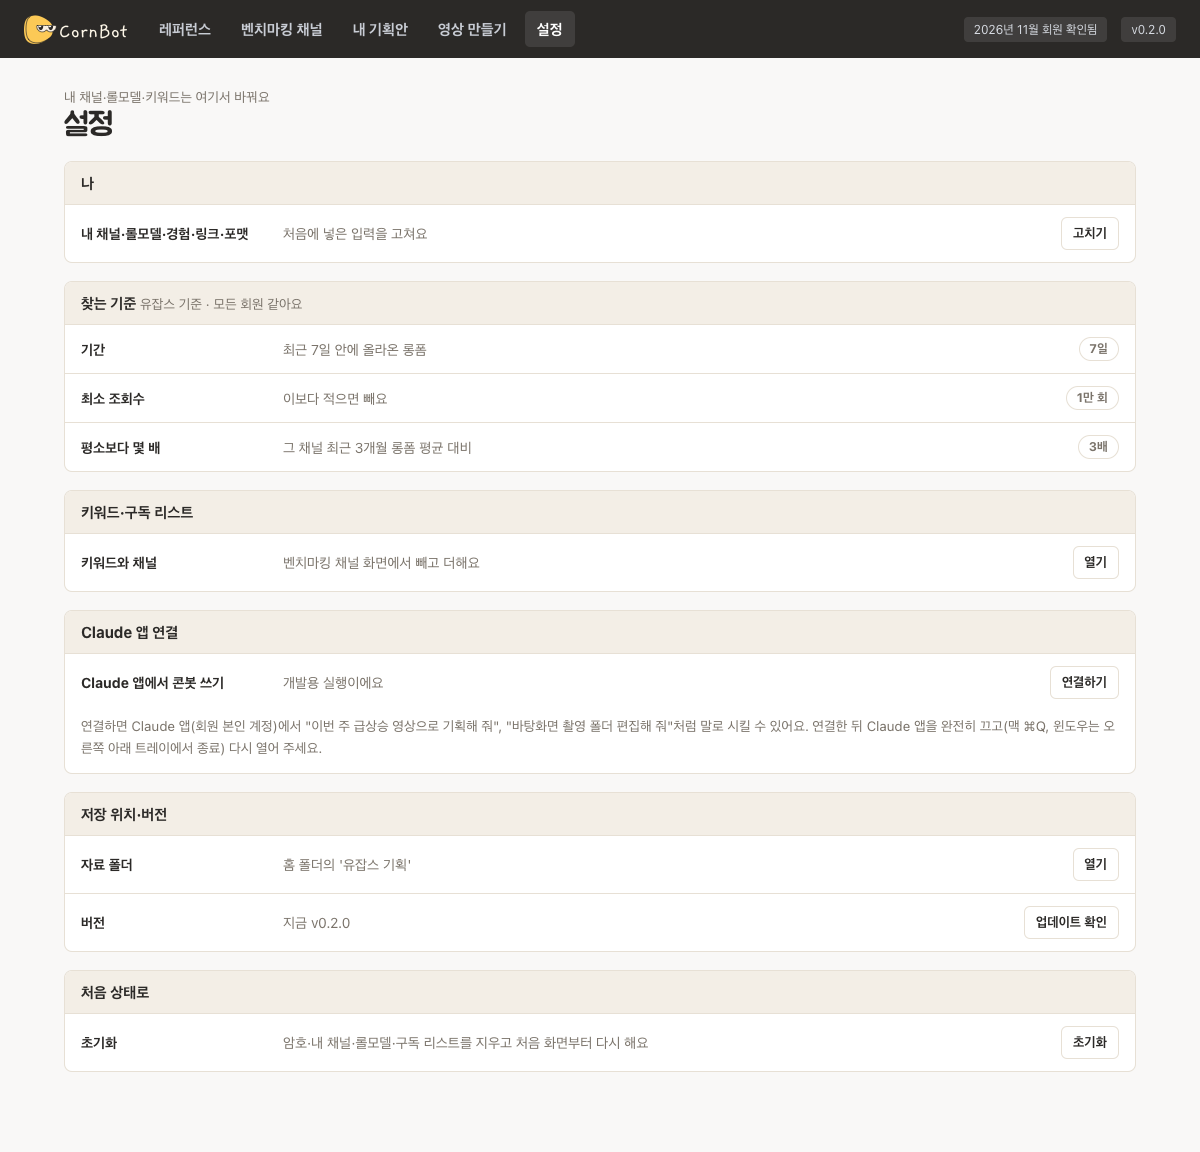 CornBot 레퍼런스 벤치마킹 채널 내 기획안 영상 만들기 설정 2026년 11월 회원 확인됨 v0.2.0
내 채널·롤모델·키워드는 여기서 바꿔요
설정
나
내 채널·롤모델·경험·링크·포맷 처음에 넣은 입력을 고쳐요 고치기
찾는 기준 유잡스 기준 · 모든 회원 같아요
기간 최근 7일 안에 올라온 롱폼 7일
최소 조회수 이보다 적으면 빼요 1만 회
평소보다 몇 배 그 채널 최근 3개월 롱폼 평균 대비 3배
키워드·구독 리스트
키워드와 채널 벤치마킹 채널 화면에서 빼고 더해요 열기
Claude 앱 연결
Claude 앱에서 콘봇 쓰기 개발용 실행이에요 연결하기
연결하면 Claude 앱(회원 본인 계정)에서 "이번 주 급상승 영상으로 기획해 줘", "바탕화면 촬영 폴더 편집해 줘"처럼 말로 시킬 수 있어요. 연결한 뒤 Claude 앱을 완전히 끄고(맥 ⌘Q, 윈도우는 오
른쪽 아래 트레이에서 종료) 다시 열어 주세요.
저장 위치·버전
자료 폴더 홈 폴더의 '유잡스 기획' 열기
버전 지금 v0.2.0 업데이트 확인
처음 상태로
초기화 암호·내 채널·롤모델·구독 리스트를 지우고 처음 화면부터 다시 해요 초기화